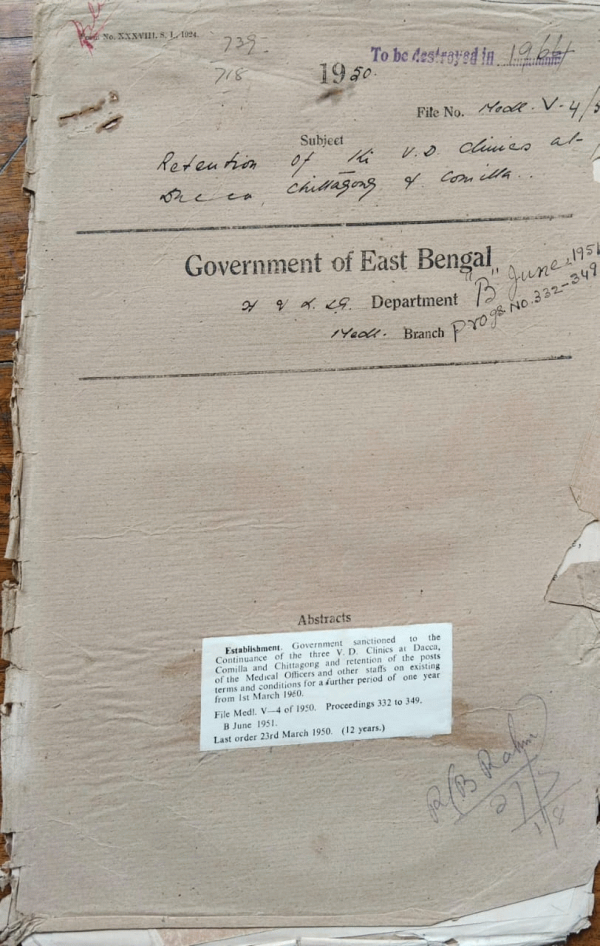 Form No. XXXVIII. S. I., 1924.
739
718
To be destroyed in 1964
1950.
File No. Medl. V-4/5
Subject
Retention of the V.D. clinics at
Dacca, Chittagong & Comilla..
Government of East Bengal
Department "B" June 1951
Progs No. 332-349
Medl. Branch
Abstracts
Establishment. Government sanctioned to the
Continuance of the three V. D. Clinics at Dacca,
Comilla and Chittagong and retention of the posts
of the Medical Officers and other staffs on existing
terms and conditions for a further period of one year
from 1st March 1960.
File Medl. V—4 of 1950. Proceedings 332 to 349.
B June 1951.
Last order 23rd March 1950. (12 years.)